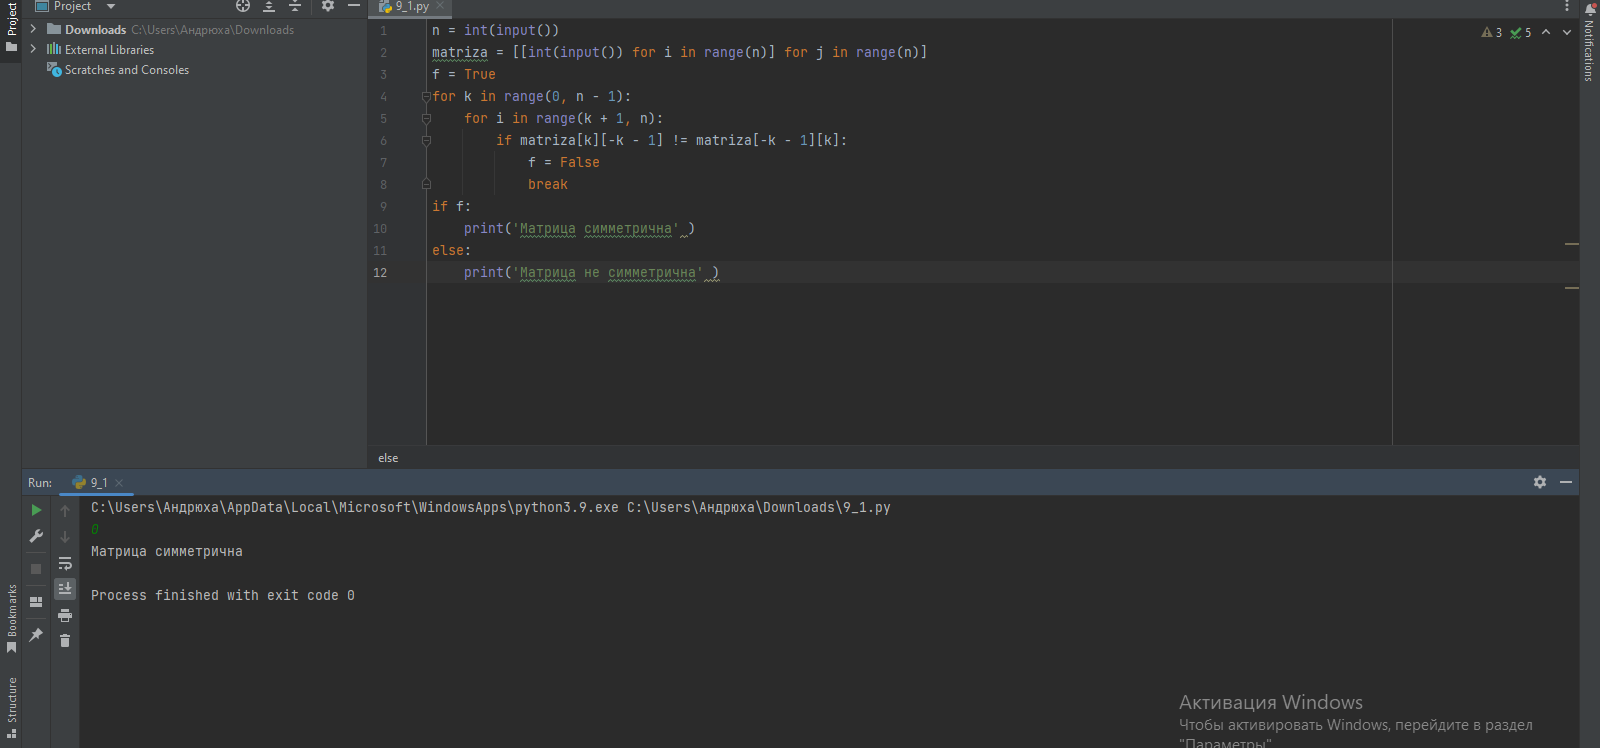 Project
9_1.py
Downloads C:\Users\Андрюха\Downloads
External Libraries
Scratches and Consoles
Project
1 n = int(input())
2 matriza = [[int(input()) for i in range(n)] for j in range(n)]
3 f = True
4 for k in range(0, n - 1):
5 for i in range(k + 1, n):
6 if matriza[k][-k - 1] != matriza[-k - 1][k]:
7 f = False
8 break
9 if f:
10 print('Матрица симметрична' )
11 else:
12 print('Матрица не симметрична' )
3 5
Notifications
else
Run: 9_1
C:\Users\Андрюха\AppData\Local\Microsoft\WindowsApps\python3.9.exe C:\Users\Андрюха\Downloads\9_1.py
0
Матрица симметрична
Process finished with exit code 0
Bookmarks
Structure
Активация Windows
Чтобы активировать Windows, перейдите в раздел
"Параметры"